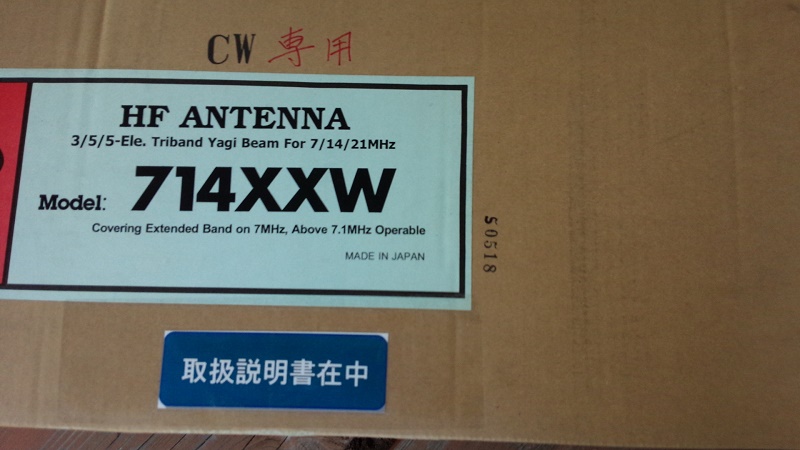 CW 専用
HF ANTENNA
3/5/5-Ele. Triband Yagi Beam For 7/14/21MHz
Model: 714XXW
Covering Extended Band on 7MHz, Above 7.1MHz Operable
MADE IN JAPAN
S0518
取扱説明書在中